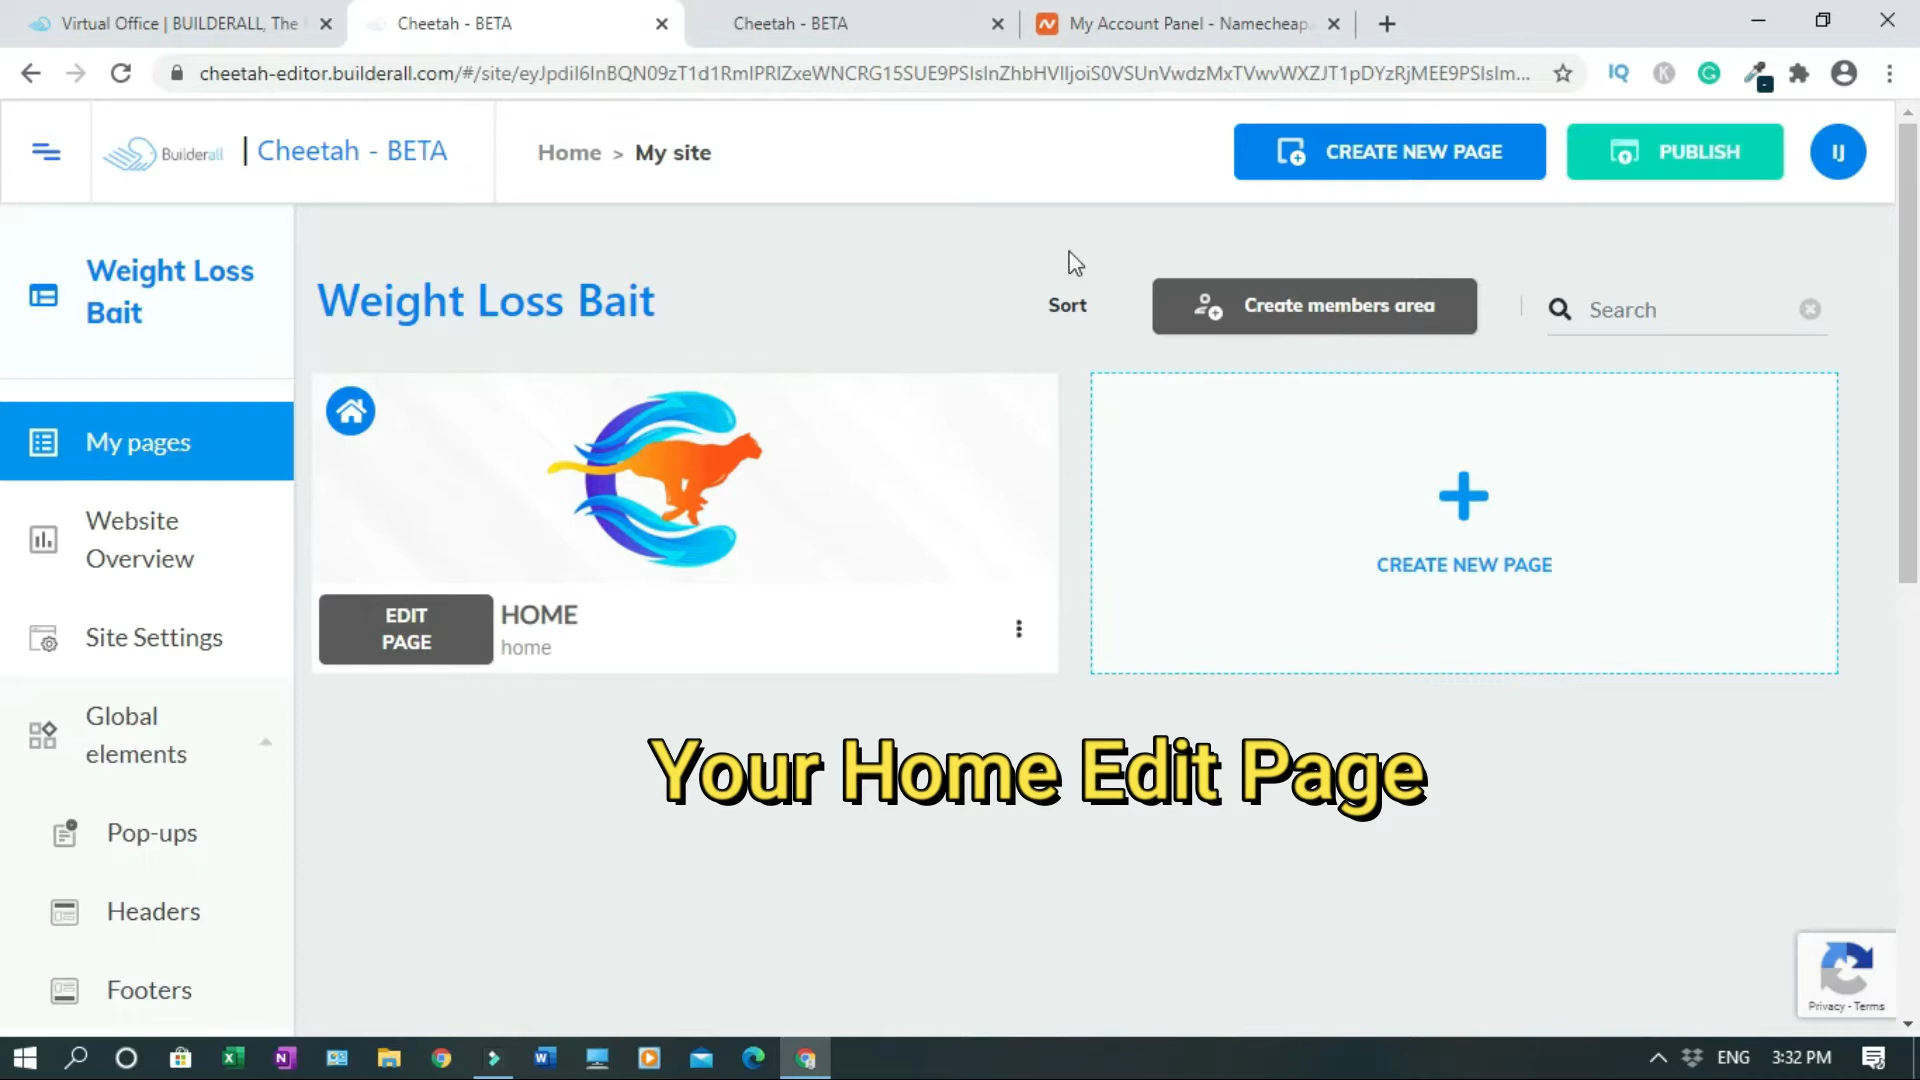 Virtual Office | BUILDERALL, The
Cheetah - BETA
Cheetah - BETA
My Account Panel - Namecheap
cheetah-editor.builderall.com/#/site/
IQ
Builderall | Cheetah - BETA
Home > My site
CREATE NEW PAGE
PUBLISH
IJ
Weight Loss
Bait
Weight Loss Bait
Sort
Create members area
Search
My pages
Website
Overview
Site Settings
Global
elements
Pop-ups
Headers
Footers
EDIT
PAGE
HOME
home
CREATE NEW PAGE
Your Home Edit Page
Privacy - Terms
ENG
3:32 PM